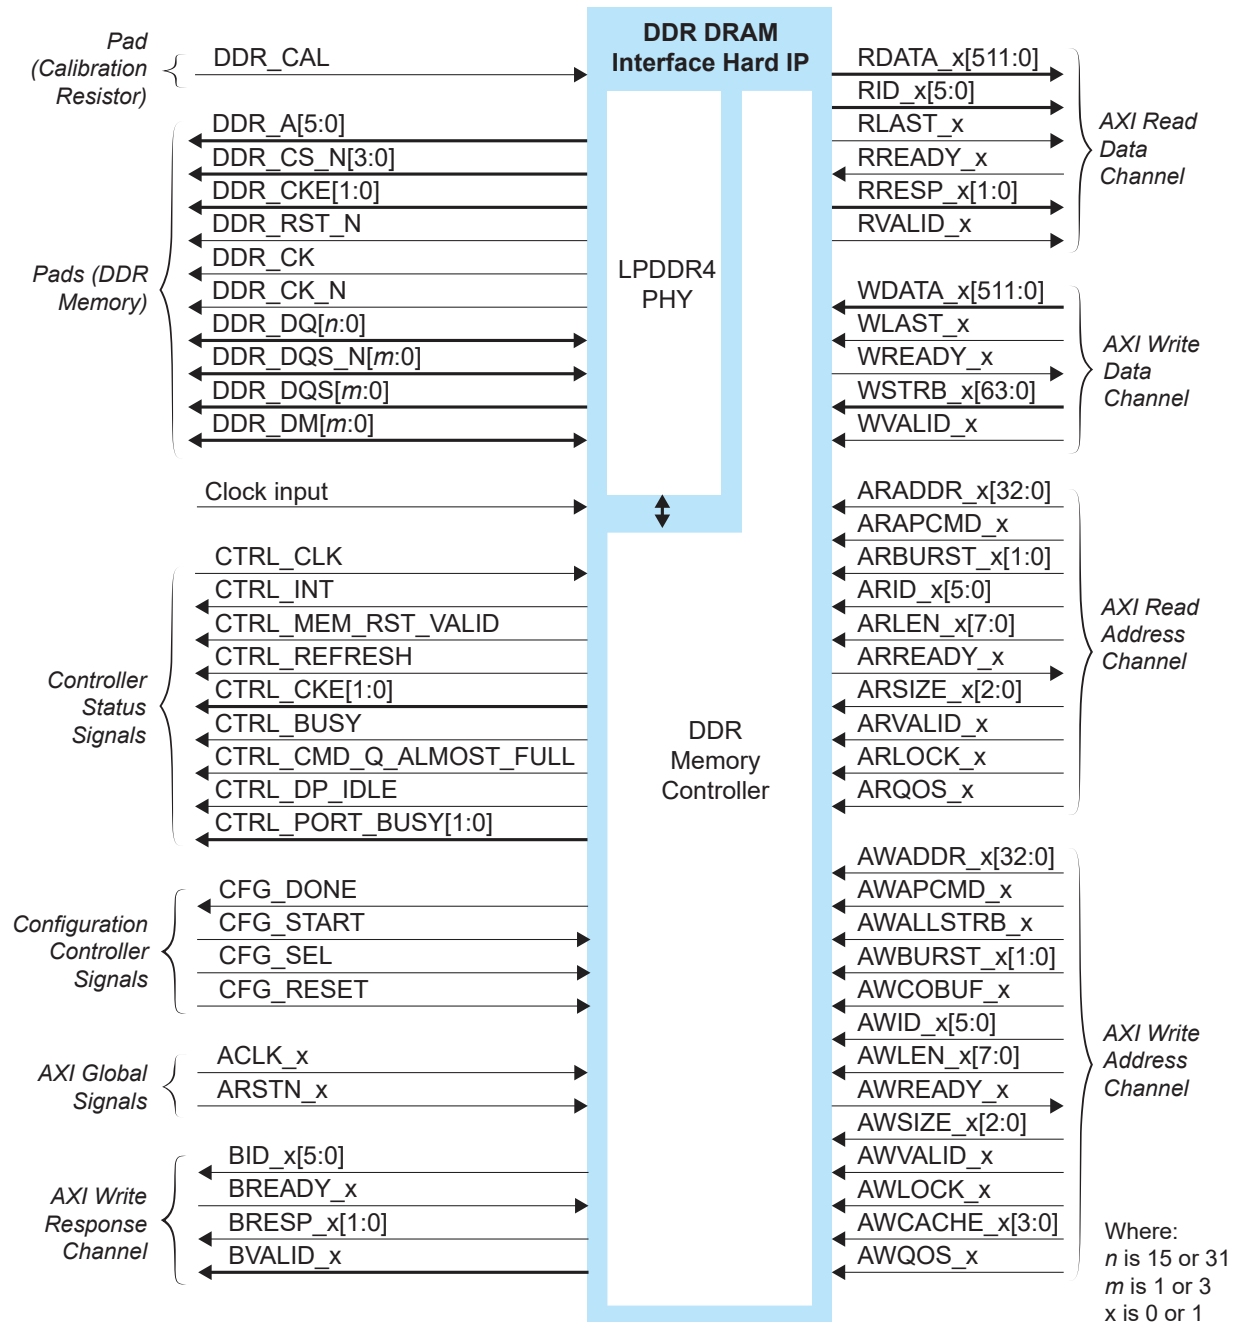 Pad
(Calibration
Resistor)
DDR_CAL
Pads (DDR
Memory)
DDR_A[5:0]
DDR_CS_N[3:0]
DDR_CKE[1:0]
DDR_RST_N
DDR_CK
DDR_CK_N
DDR_DQ[n:0]
DDR_DQS_N[m:0]
DDR_DQS[m:0]
DDR_DM[m:0]
Clock input
Controller
Status
Signals
CTRL_CLK
CTRL_INT
CTRL_MEM_RST_VALID
CTRL_REFRESH
CTRL_CKE[1:0]
CTRL_BUSY
CTRL_CMD_Q_ALMOST_FULL
CTRL_DP_IDLE
CTRL_PORT_BUSY[1:0]
Configuration
Controller
Signals
CFG_DONE
CFG_START
CFG_SEL
CFG_RESET
AXI Global
Signals
ACLK_x
ARSTN_x
AXI Write
Response
Channel
BID_x[5:0]
BREADY_x
BRESP_x[1:0]
BVALID_x
DDR DRAM
Interface Hard IP
LPDDR4
PHY
DDR
Memory
Controller
RDATA_x[511:0]
RID_x[5:0]
RLAST_x
RREADY_x
RRESP_x[1:0]
RVALID_x
AXI Read
Data
Channel
WDATA_x[511:0]
WLAST_x
WREADY_x
WSTRB_x[63:0]
WVALID_x
AXI Write
Data
Channel
ARADDR_x[32:0]
ARAPCMD_x
ARBURST_x[1:0]
ARID_x[5:0]
ARLEN_x[7:0]
ARREADY_x
ARSIZE_x[2:0]
ARVALID_x
ARLOCK_x
ARQOS_x
AXI Read
Address
Channel
AWADDR_x[32:0]
AWAPCMD_x
AWALLSTRB_x
AWBURST_x[1:0]
AWCOBUF_x
AWID_x[5:0]
AWLEN_x[7:0]
AWREADY_x
AWSIZE_x[2:0]
AWVALID_x
AWLOCK_x
AWCACHE_x[3:0]
AWQOS_x
AXI Write
Address
Channel
Where:
n is 15 or 31
m is 1 or 3
x is 0 or 1